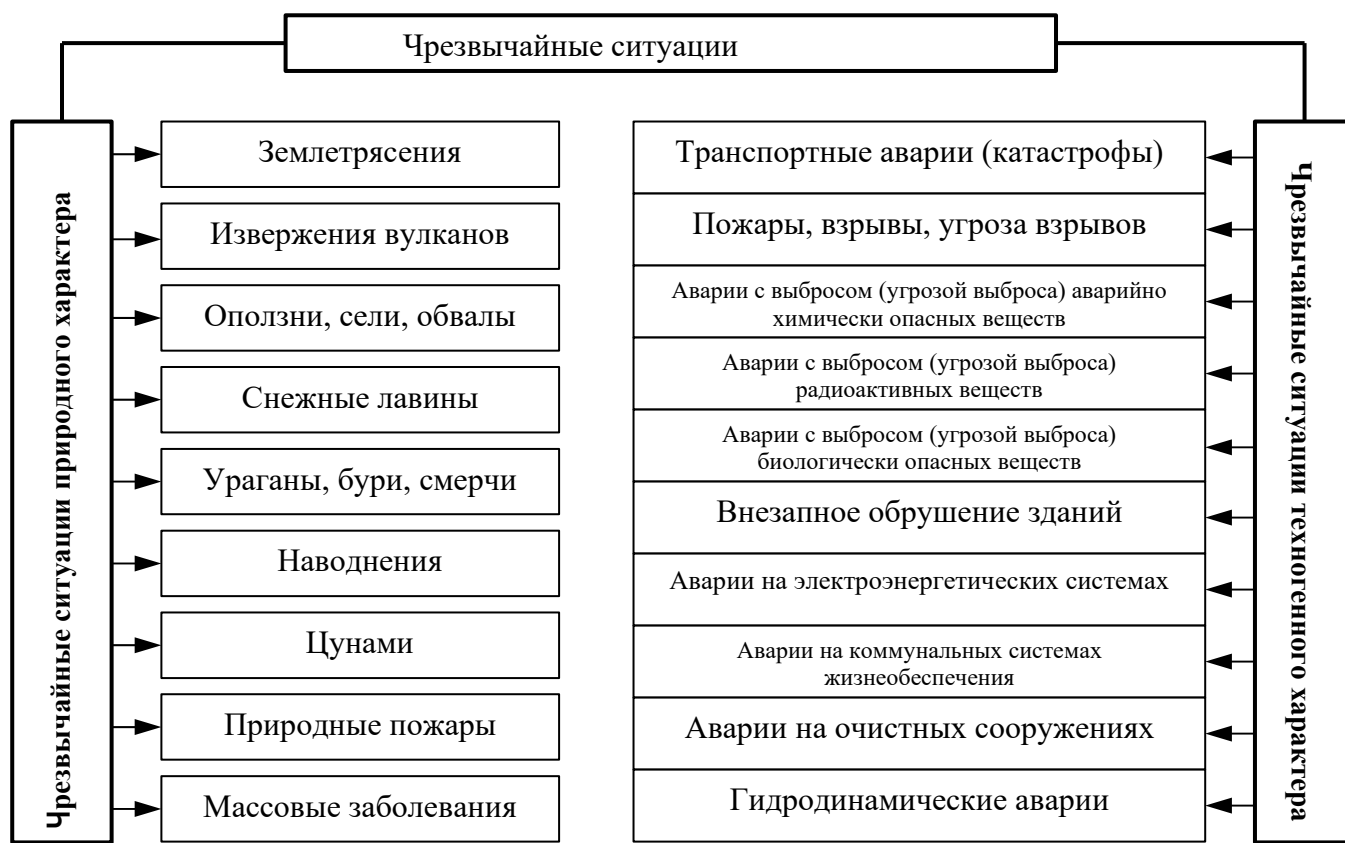 Чрезвычайные ситуации
Чрезвычайные ситуации природного характера
Землетрясения
Извержения вулканов
Оползни, сели, обвалы
Снежные лавины
Ураганы, бури, смерчи
Наводнения
Цунами
Природные пожары
Массовые заболевания
Транспортные аварии (катастрофы)
Пожары, взрывы, угроза взрывов
Аварии с выбросом (угрозой выброса) аварийно
химически опасных веществ
Аварии с выбросом (угрозой выброса)
радиоактивных веществ
Аварии с выбросом (угрозой выброса)
биологически опасных веществ
Внезапное обрушение зданий
Аварии на электроэнергетических системах
Аварии на коммунальных системах
жизнеобеспечения
Аварии на очистных сооружениях
Гидродинамические аварии
Чрезвычайные ситуации техногенного характера